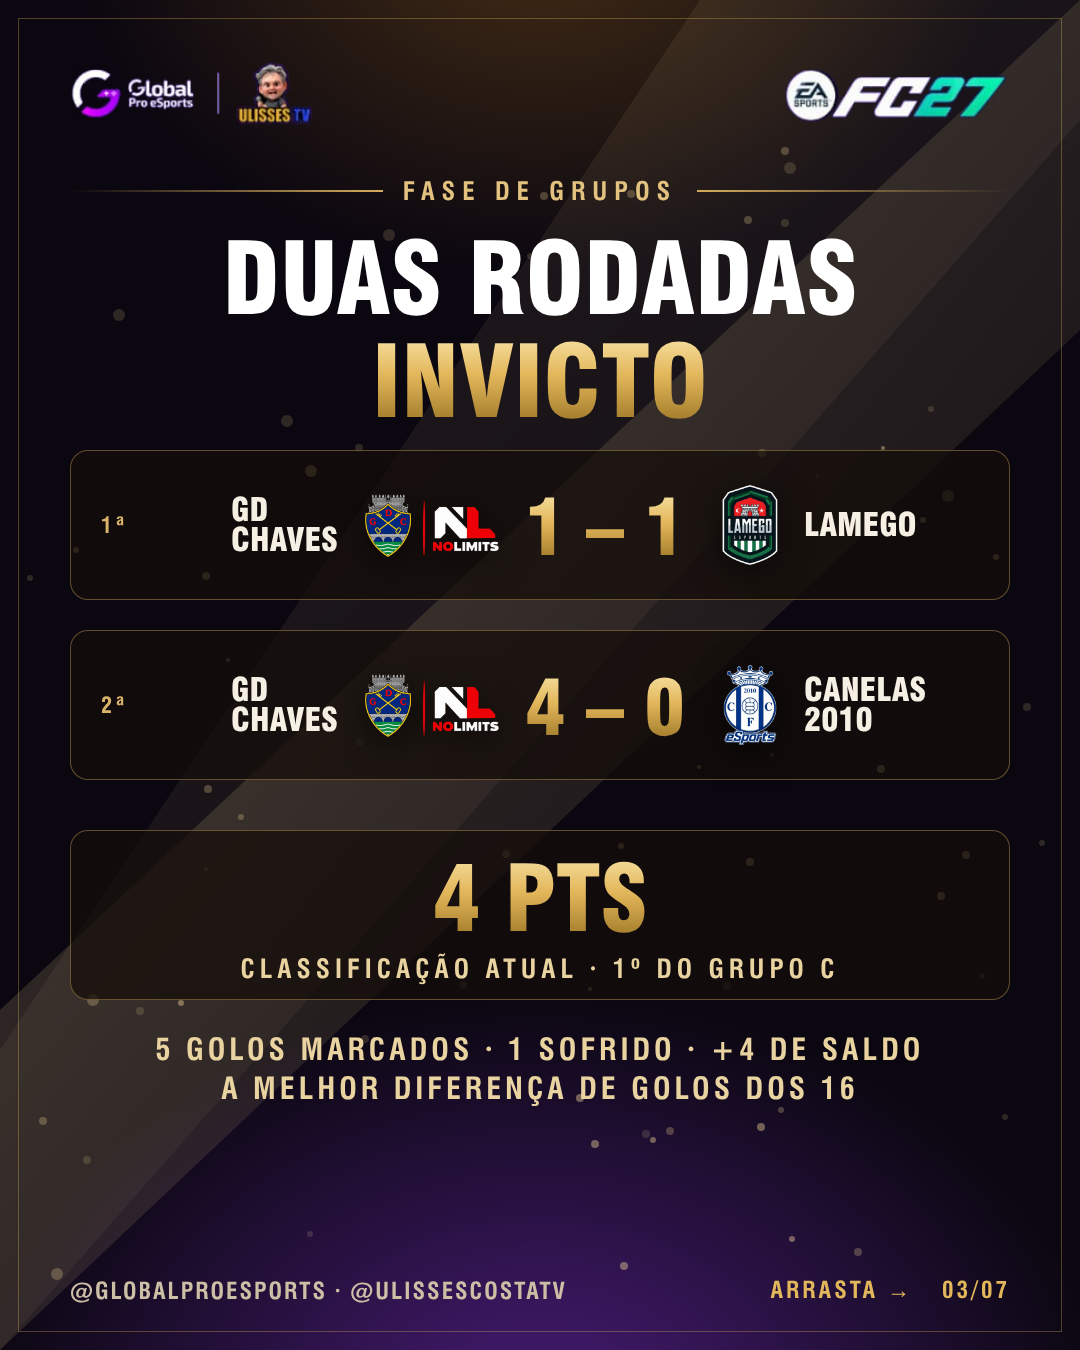 Global
Pro eSports
ULISSES TV
EA
SPORTS
FC27
FASE DE GRUPOS
DUAS RODADAS
INVICTO
1ª
GD
CHAVES
G D C
NL
NOLIMITS
1 – 1
LAMEGO
ESPORTS
LAMEGO
2ª
GD
CHAVES
G D C
NL
NOLIMITS
4 – 0
2010
C C
F
eSports
CANELAS
2010
4 PTS
CLASSIFICAÇÃO ATUAL · 1º DO GRUPO C
5 GOLOS MARCADOS · 1 SOFRIDO · +4 DE SALDO
A MELHOR DIFERENÇA DE GOLOS DOS 16
@GLOBALPROESPORTS · @ULISSESCOSTATV
ARRASTA → 03/07